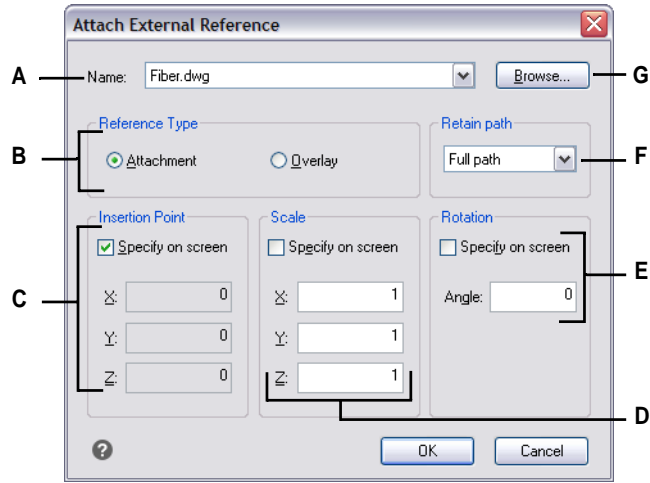 Attach External Reference
A Name: Fiber.dwg Browse... G
Reference Type Retain path
B Attachment Overlay Full path F
Insertion Point Scale Rotation
Specify on screen Specify on screen Specify on screen
E
C X: 0 X: 1 Angle: 0
Y: 0 Y: 1
Z: 0 Z: 1
D
? OK Cancel